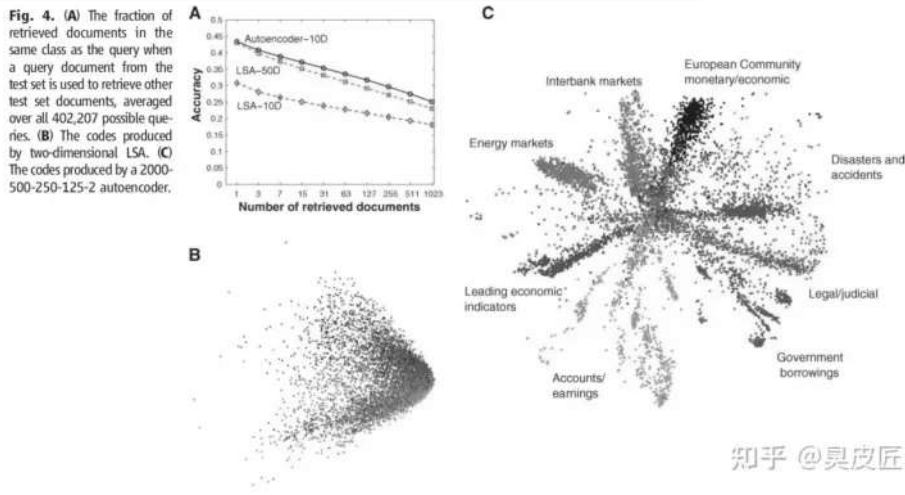 Fig. 4. (A) The fraction of
retrieved documents in the
same class as the query when
a query document from the
test set is used to retrieve other
test set documents, averaged
over all 402,207 possible que-
ries. (B) The codes produced
by two-dimensional LSA. (C)
The codes produced by a 2000-
500-250-125-2 autoencoder.
A
0.5
0.45
0.4
0.35
0.3
0.25
0.2
0.15
0.1
0.05
0
Accuracy
Autoencoder-10D
LSA-50D
LSA-10D
1 3 7 15 31 63 127 255 511 1023
Number of retrieved documents
B
C
European Community
monetary/economic
Interbank markets
Energy markets
Disasters and
accidents
Leading economic
indicators
Legal/judicial
Government
borrowings
Accounts/
earnings
知乎 @臭皮匠